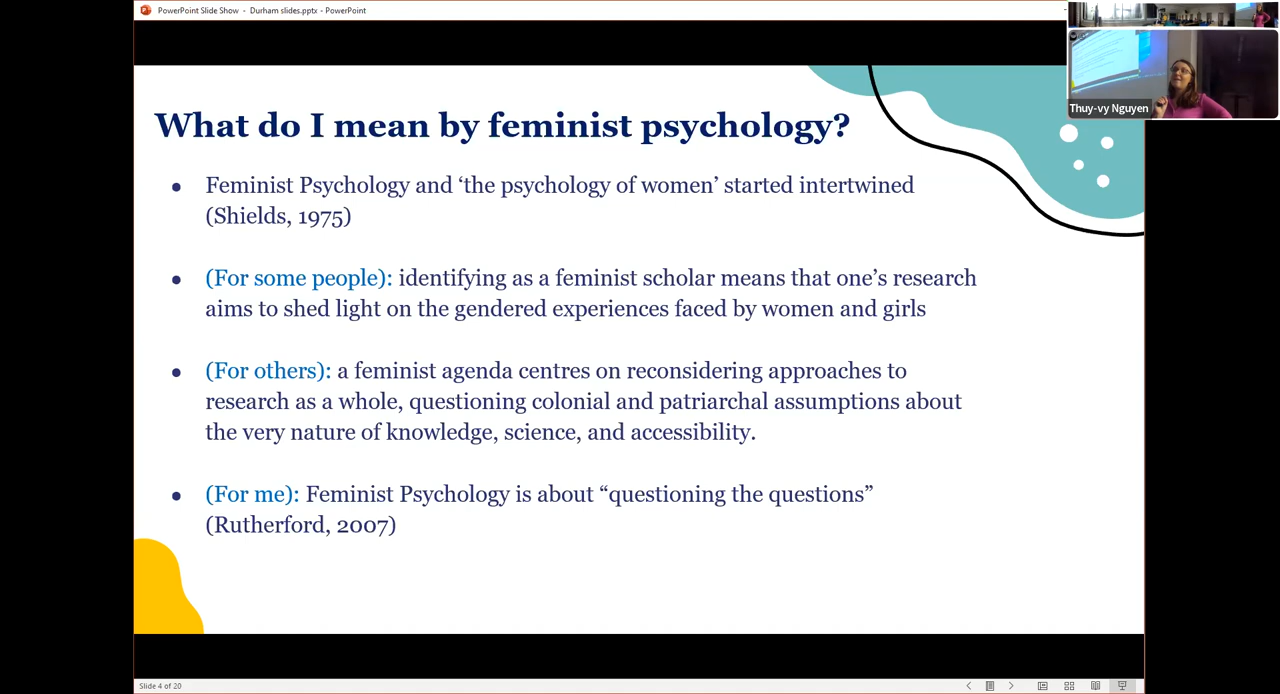 PowerPoint Slide Show - Durham slides.pptx - PowerPoint
Thuy-vy Nguyen
What do I mean by feminist psychology?
• Feminist Psychology and ‘the psychology of women’ started intertwined
(Shields, 1975)
• (For some people): identifying as a feminist scholar means that one’s research
aims to shed light on the gendered experiences faced by women and girls
• (For others): a feminist agenda centres on reconsidering approaches to
research as a whole, questioning colonial and patriarchal assumptions about
the very nature of knowledge, science, and accessibility.
• (For me): Feminist Psychology is about “questioning the questions”
(Rutherford, 2007)
Slide 4 of 20